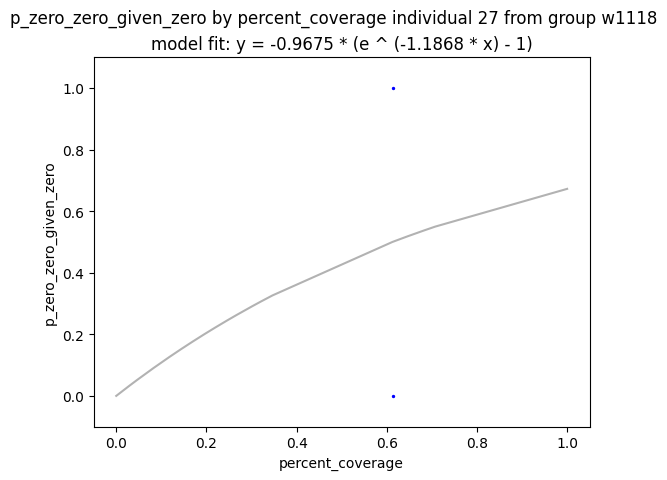 p_zero_zero_given_zero by percent_coverage individual 27 from group w1118
model fit: y = -0.9675 * (e ^ (-1.1868 * x) - 1)
1.0
0.8
0.6
0.4
0.2
0.0
p_zero_zero_given_zero
0.0 0.2 0.4 0.6 0.8 1.0
percent_coverage